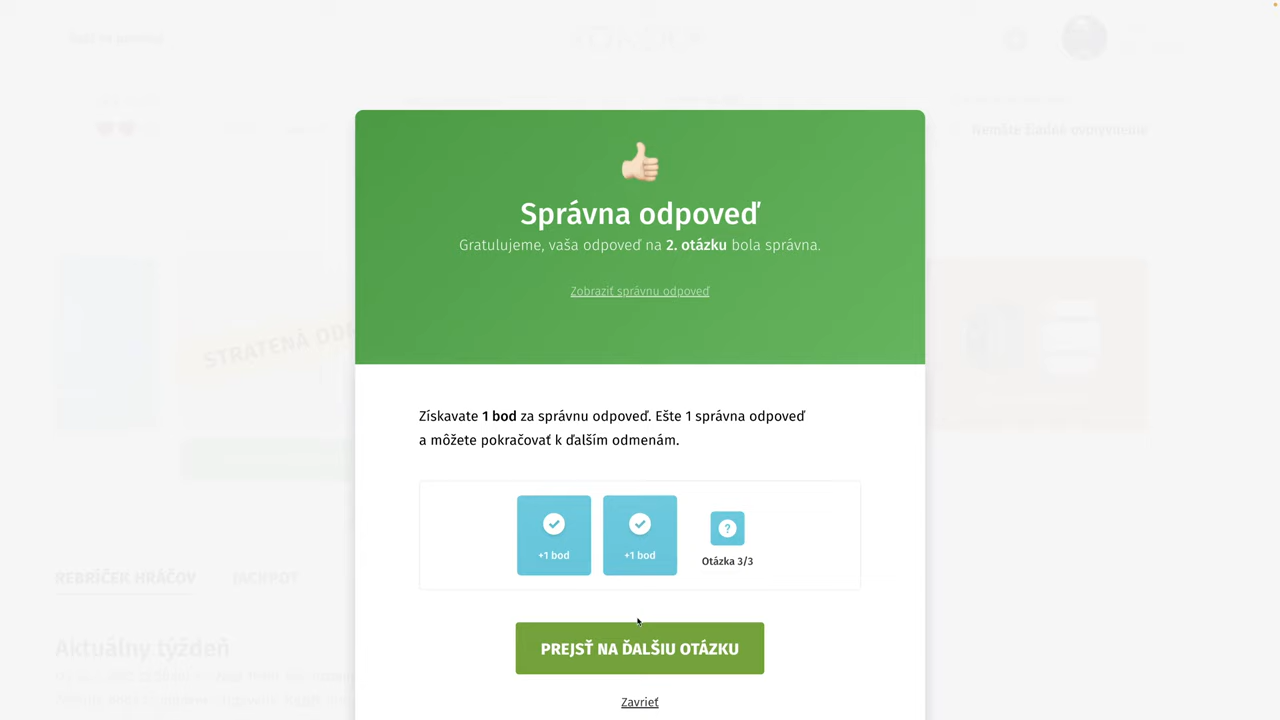 Nemáte žiadne ovplyvnenie
Správna odpoveď
Gratulujeme, vaša odpoveď na 2. otázku bola správna.
Zobraziť správnu odpoveď
STRATENÁ
Získavate 1 bod za správnu odpoveď. Ešte 1 správna odpoveď
a môžete pokračovať k ďalším odmenám.
+1 bod
+1 bod
?
Otázka 3/3
REBRÍČEK HRÁČOV
JACKPOT
PREJSŤ NA ĎALŠIU OTÁZKU
Aktuálny týždeň
Zavrieť